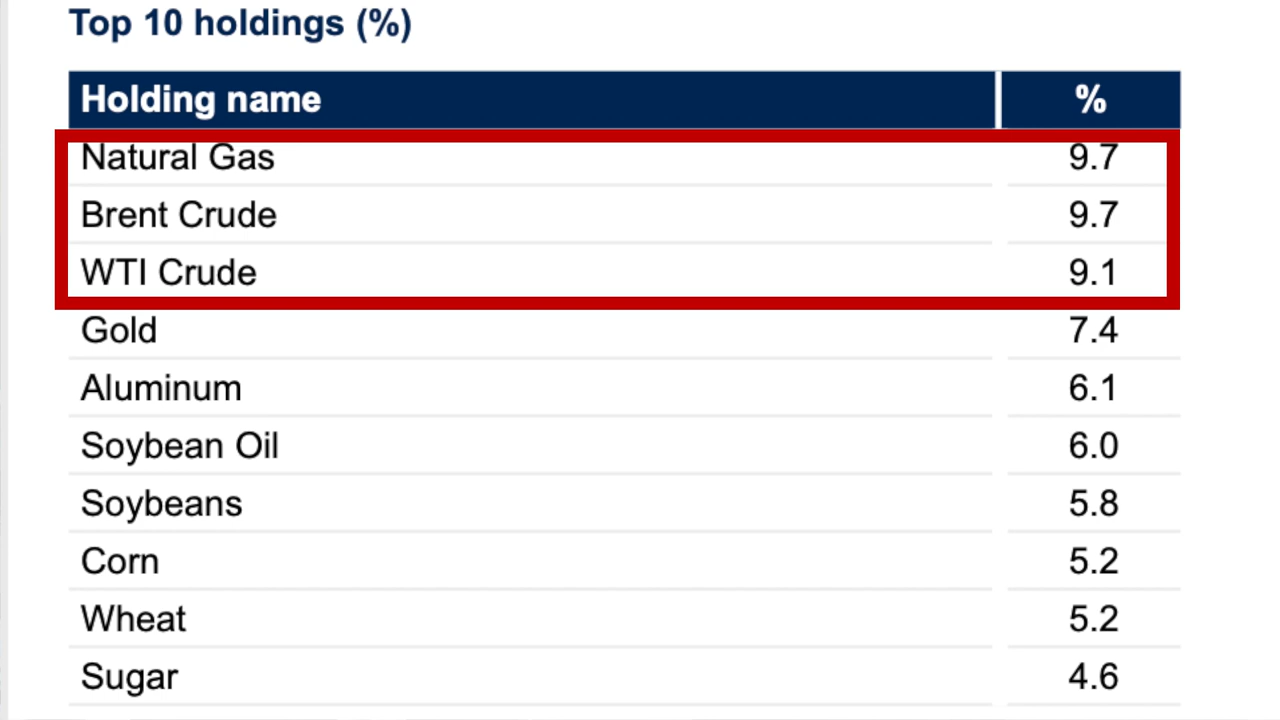 Top 10 holdings (%)
Holding name %
Natural Gas 9.7
Brent Crude 9.7
WTI Crude 9.1
Gold 7.4
Aluminum 6.1
Soybean Oil 6.0
Soybeans 5.8
Corn 5.2
Wheat 5.2
Sugar 4.6